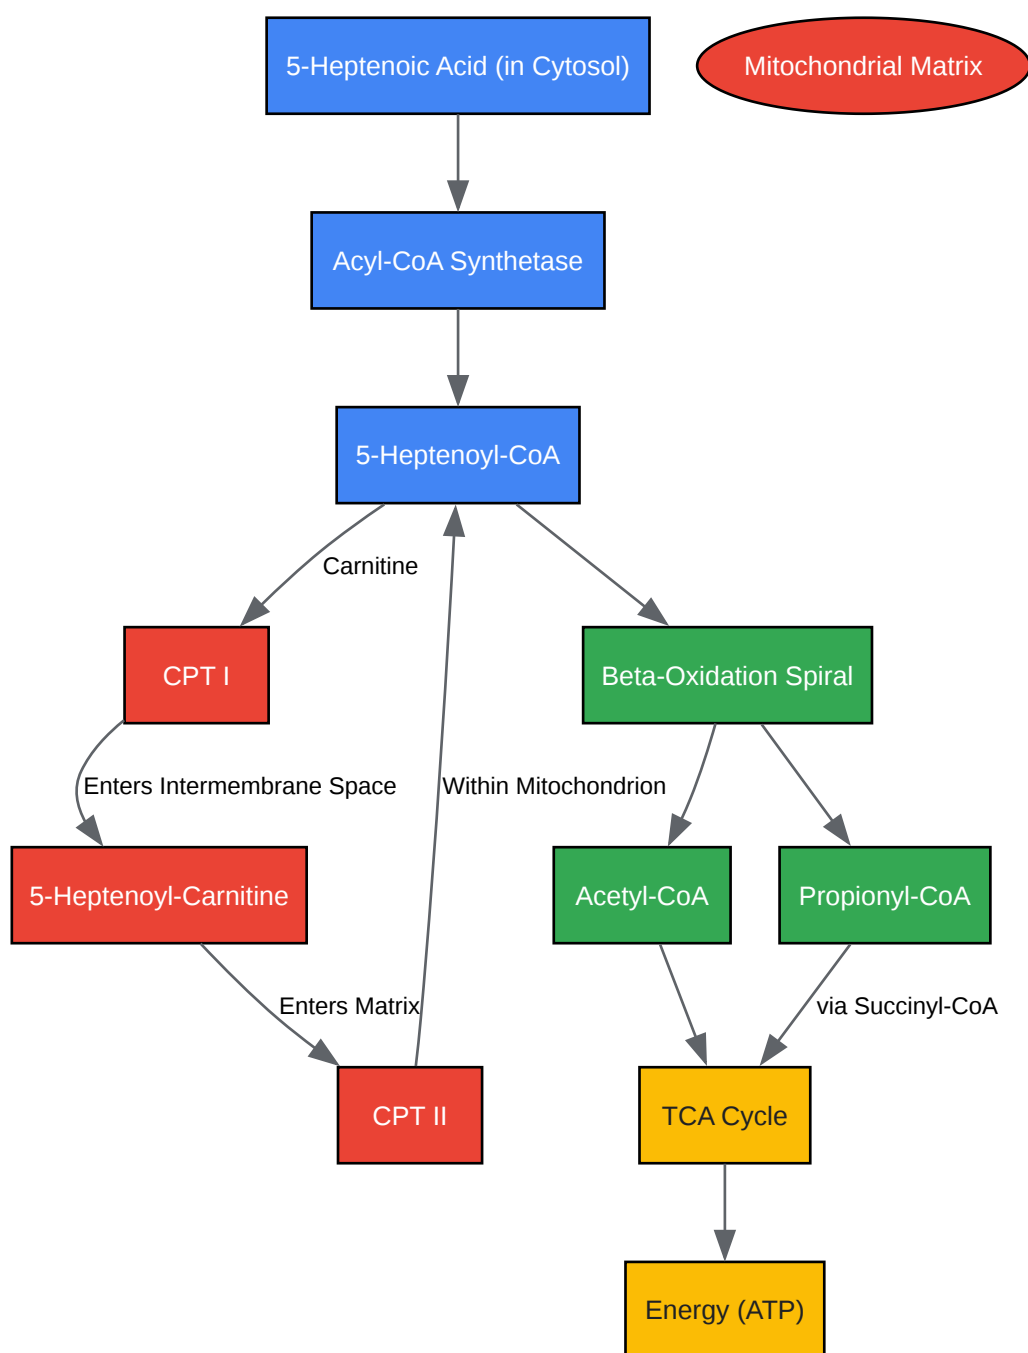 5-Heptenoic Acid (in Cytosol)
Mitochondrial Matrix
Acyl-CoA Synthetase
5-Heptenoyl-CoA
Carnitine
CPT I
Beta-Oxidation Spiral
Enters Intermembrane Space
Within Mitochondrion
5-Heptenoyl-Carnitine
Acetyl-CoA
Propionyl-CoA
Enters Matrix
via Succinyl-CoA
CPT II
TCA Cycle
Energy (ATP)